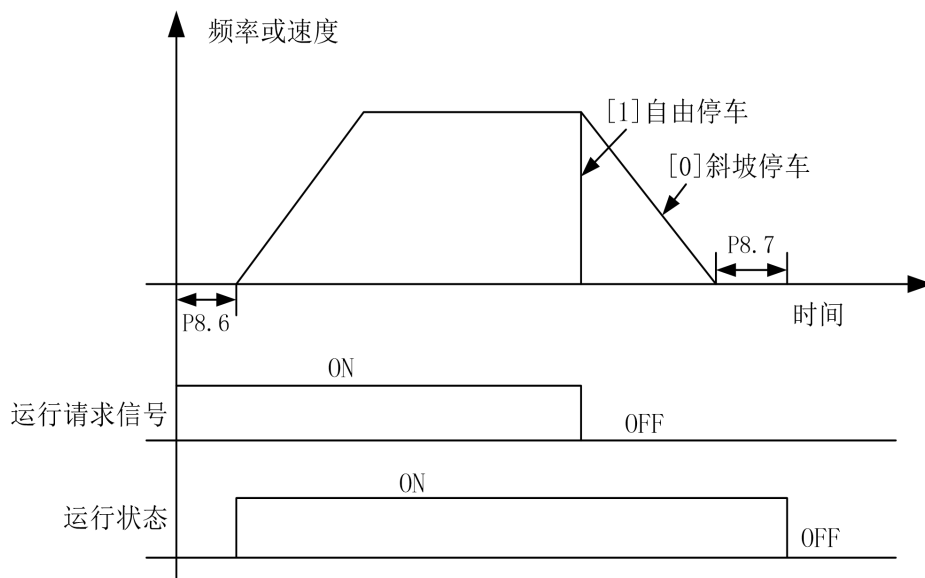 频率或速度
[1]自由停车
[0]斜坡停车
P8.7
P8.6
时间
ON
运行请求信号
OFF
ON
运行状态
OFF